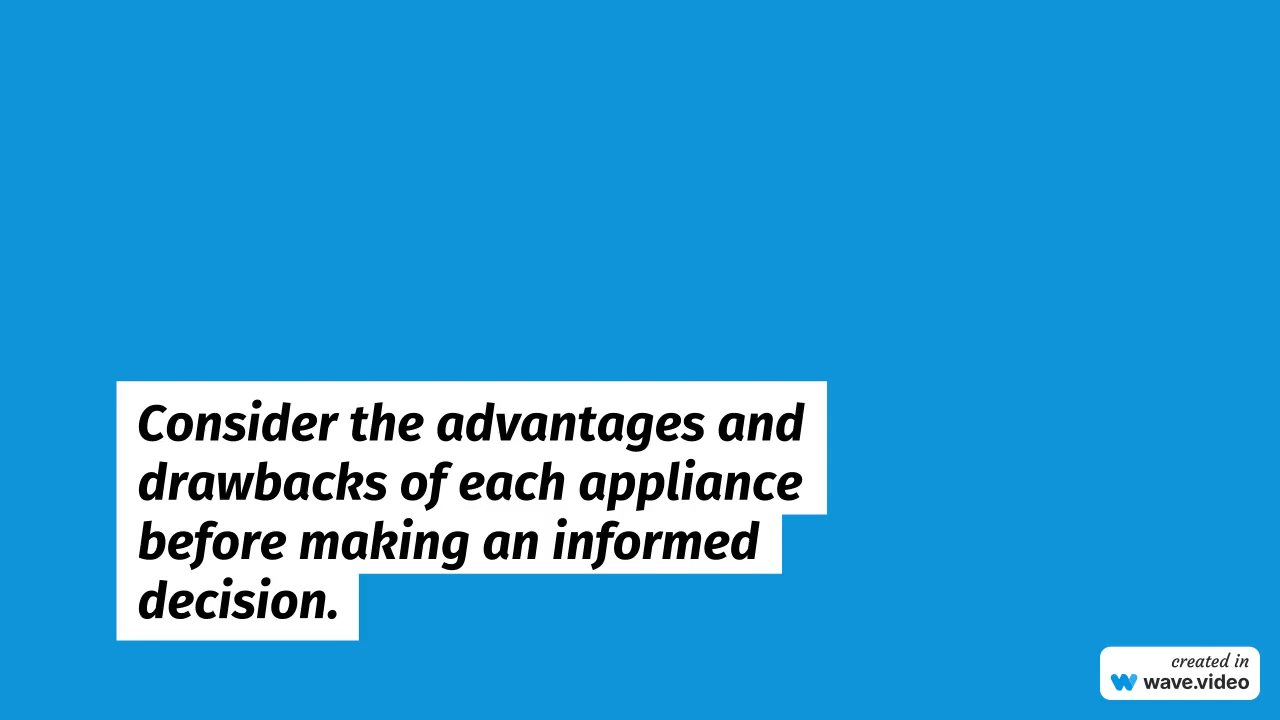 Consider the advantages and
drawbacks of each appliance
before making an informed
decision.
created in
wave.video